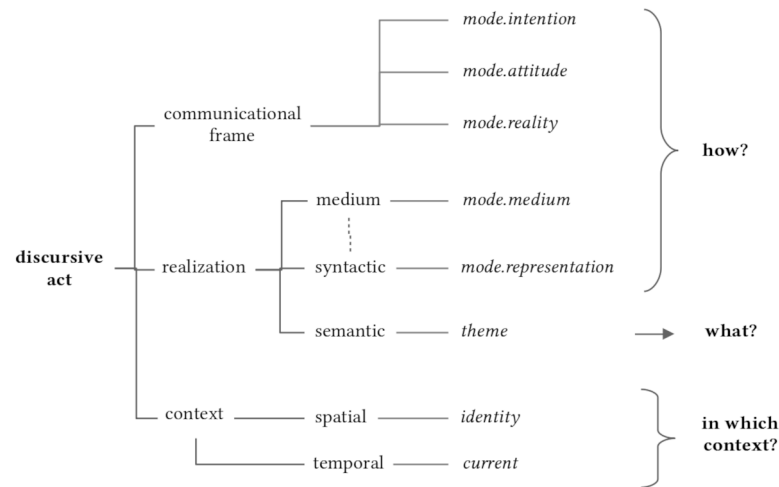 mode.intention
mode.attitude
communicational
frame
mode.reality
how?
medium
mode.medium
discursive
act
realization
syntactic
mode.representation
semantic
theme
what?
context
spatial
identity
in which
context?
temporal
current